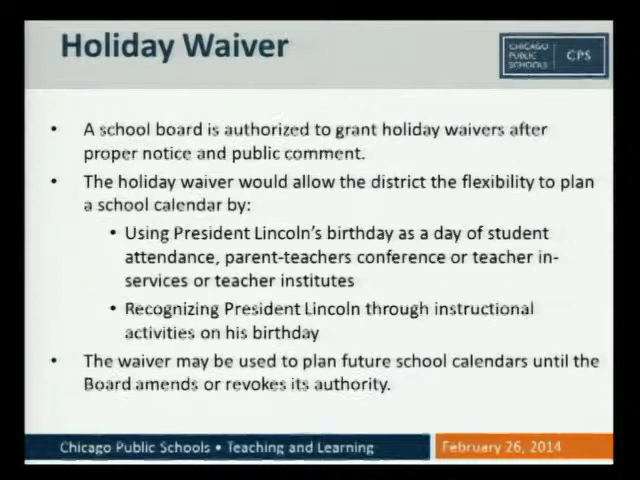 Holiday Waiver
CHICAGO
PUBLIC
SCHOOLS
CPS
• A school board is authorized to grant holiday waivers after
proper notice and public comment.
• The holiday waiver would allow the district the flexibility to plan
a school calendar by:
• Using President Lincoln's birthday as a day of student
attendance, parent-teachers conference or teacher in-
services or teacher institutes
• Recognizing President Lincoln through instructional
activities on his birthday
• The waiver may be used to plan future school calendars until the
Board amends or revokes its authority.
Chicago Public Schools • Teaching and Learning
February 26, 2014